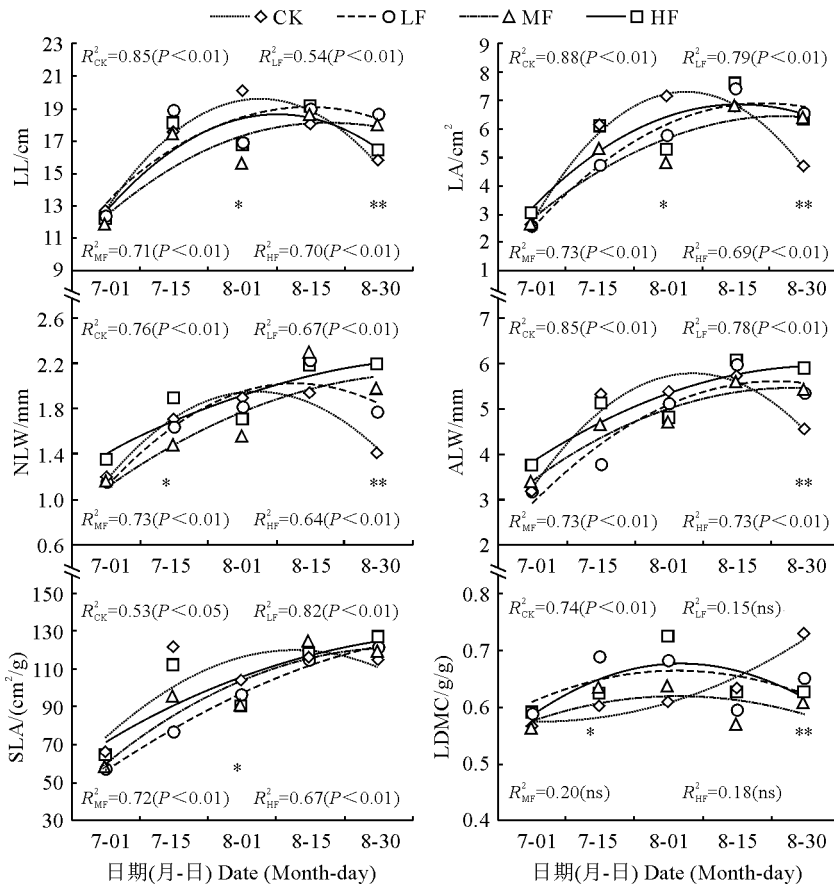 CK LF MF HF
R²CK=0.85(P<0.01) R²LF=0.54(P<0.01)
23
21
19
17
15
13
11
9
LL/cm
* **
R²MF=0.71(P<0.01) R²HF=0.70(P<0.01)
7-01 7-15 8-01 8-15 8-30
R²CK=0.88(P<0.01) R²LF=0.79(P<0.01)
9
8
7
6
5
4
3
2
1
LA/cm²
* **
R²MF=0.73(P<0.01) R²HF=0.69(P<0.01)
7-01 7-15 8-01 8-15 8-30
R²CK=0.76(P<0.01) R²LF=0.67(P<0.01)
2.6
2.2
1.8
1.4
1.0
0.6
NLW/mm
* **
R²MF=0.73(P<0.01) R²HF=0.64(P<0.01)
7-01 7-15 8-01 8-15 8-30
R²CK=0.85(P<0.01) R²LF=0.78(P<0.01)
7
6
5
4
3
2
ALW/mm
**
R²MF=0.73(P<0.01) R²HF=0.73(P<0.01)
7-01 7-15 8-01 8-15 8-30
R²CK=0.53(P<0.05) R²LF=0.82(P<0.01)
150
130
110
90
70
50
30
SLA/(cm²/g)
*
R²MF=0.72(P<0.01) R²HF=0.67(P<0.01)
7-01 7-15 8-01 8-15 8-30
日期(月-日) Date (Month-day)
R²CK=0.74(P<0.01) R²LF=0.15(ns)
0.8
0.7
0.6
0.5
0.4
LDMC/g/g)
* **
R²MF=0.20(ns) R²HF=0.18(ns)
7-01 7-15 8-01 8-15 8-30
日期(月-日) Date (Month-day)